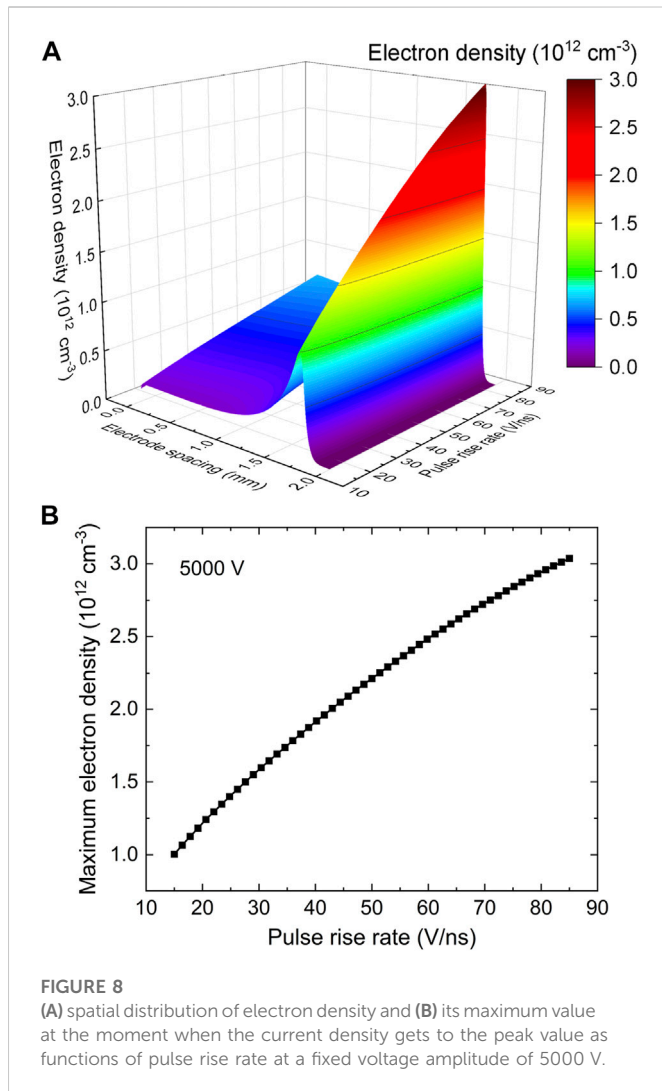 A
Electron density (10¹² cm⁻³)
3.0
2.5
2.0
1.5
1.0
0.5
0.0
Electron density (10¹² cm⁻³)
3.0
2.5
2.0
1.5
1.0
0.5
0.0
0.0
0.5
1.0
1.5
2.0
Electrode spacing (mm)
10
20
30
40
50
60
70
80
90
Pulse rise rate (V/ns)
B
5000 V
Maximum electron density (10¹² cm⁻³)
3.0
2.5
2.0
1.5
1.0
10 20 30 40 50 60 70 80 90
Pulse rise rate (V/ns)
FIGURE 8
(A) spatial distribution of electron density and (B) its maximum value
at the moment when the current density gets to the peak value as
functions of pulse rise rate at a fixed voltage amplitude of 5000 V.